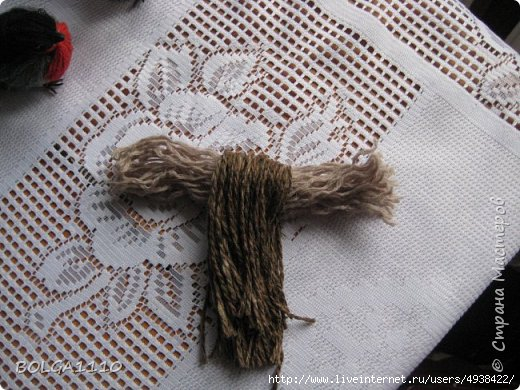 © Страна Мастеров
BOLGA1110
http://www.liveinternet.ru/users/4938422/